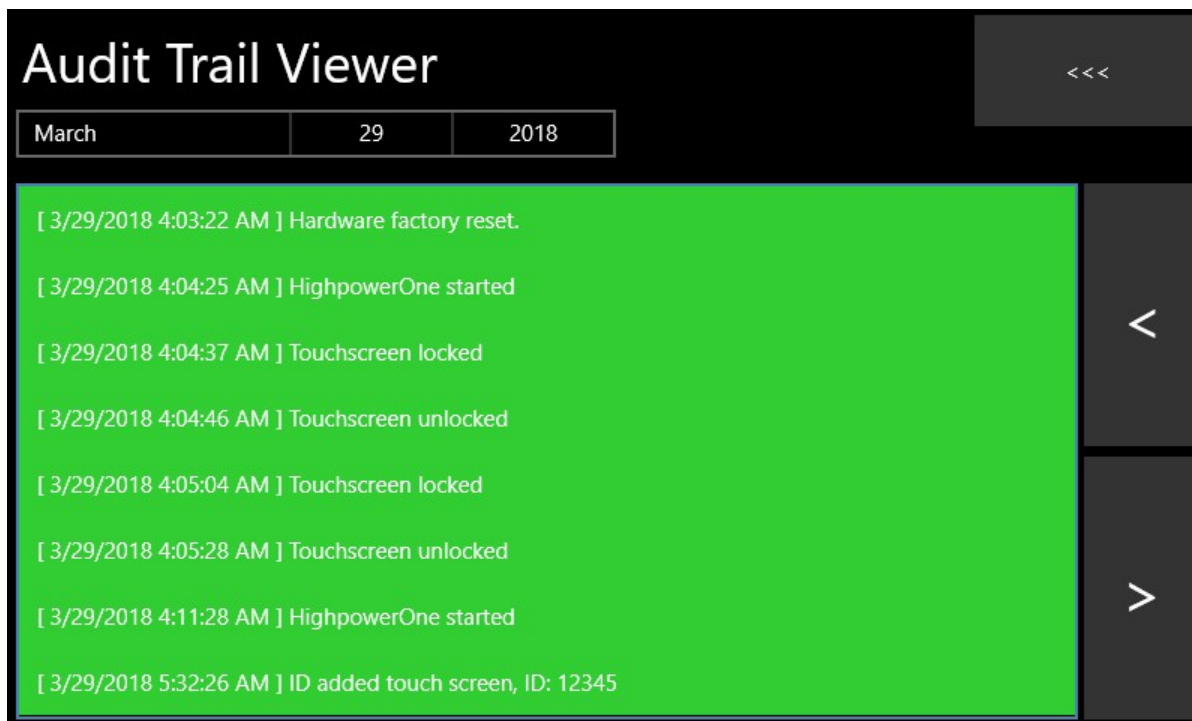 Audit Trail Viewer
<<<
March 29 2018
[ 3/29/2018 4:03:22 AM ] Hardware factory reset.
[ 3/29/2018 4:04:25 AM ] HighpowerOne started
[ 3/29/2018 4:04:37 AM ] Touchscreen locked
[ 3/29/2018 4:04:46 AM ] Touchscreen unlocked
[ 3/29/2018 4:05:04 AM ] Touchscreen locked
[ 3/29/2018 4:05:28 AM ] Touchscreen unlocked
[ 3/29/2018 4:11:28 AM ] HighpowerOne started
[ 3/29/2018 5:32:26 AM ] ID added touch screen, ID: 12345
<
>